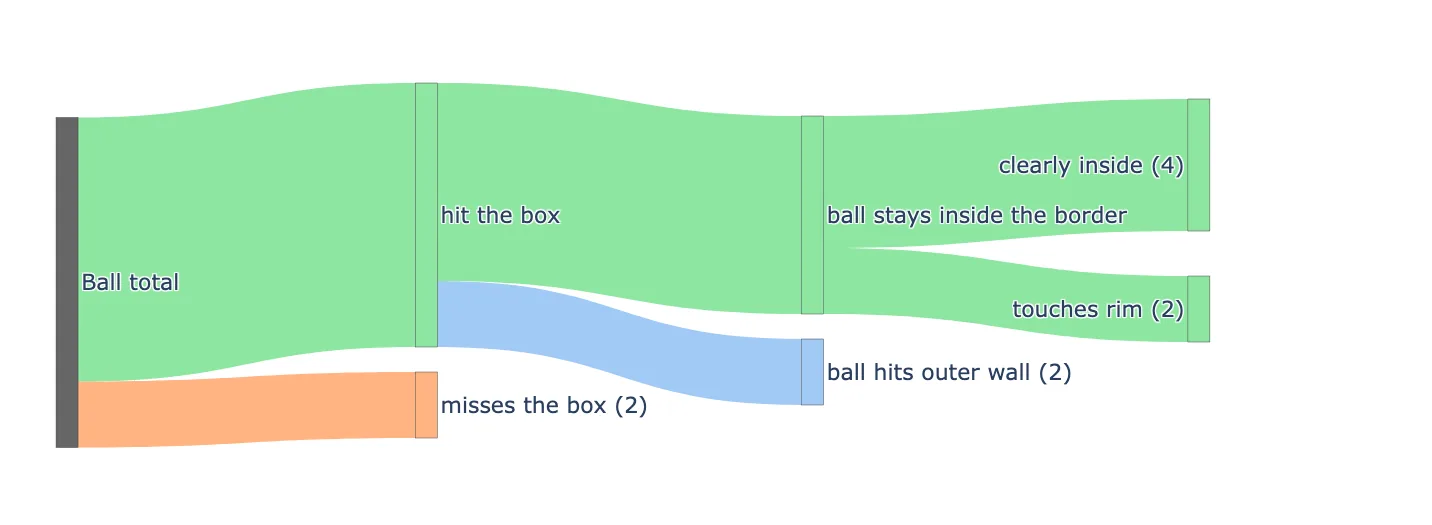 Ball total
hit the box
misses the box (2)
ball stays inside the border
ball hits outer wall (2)
clearly inside (4)
touches rim (2)